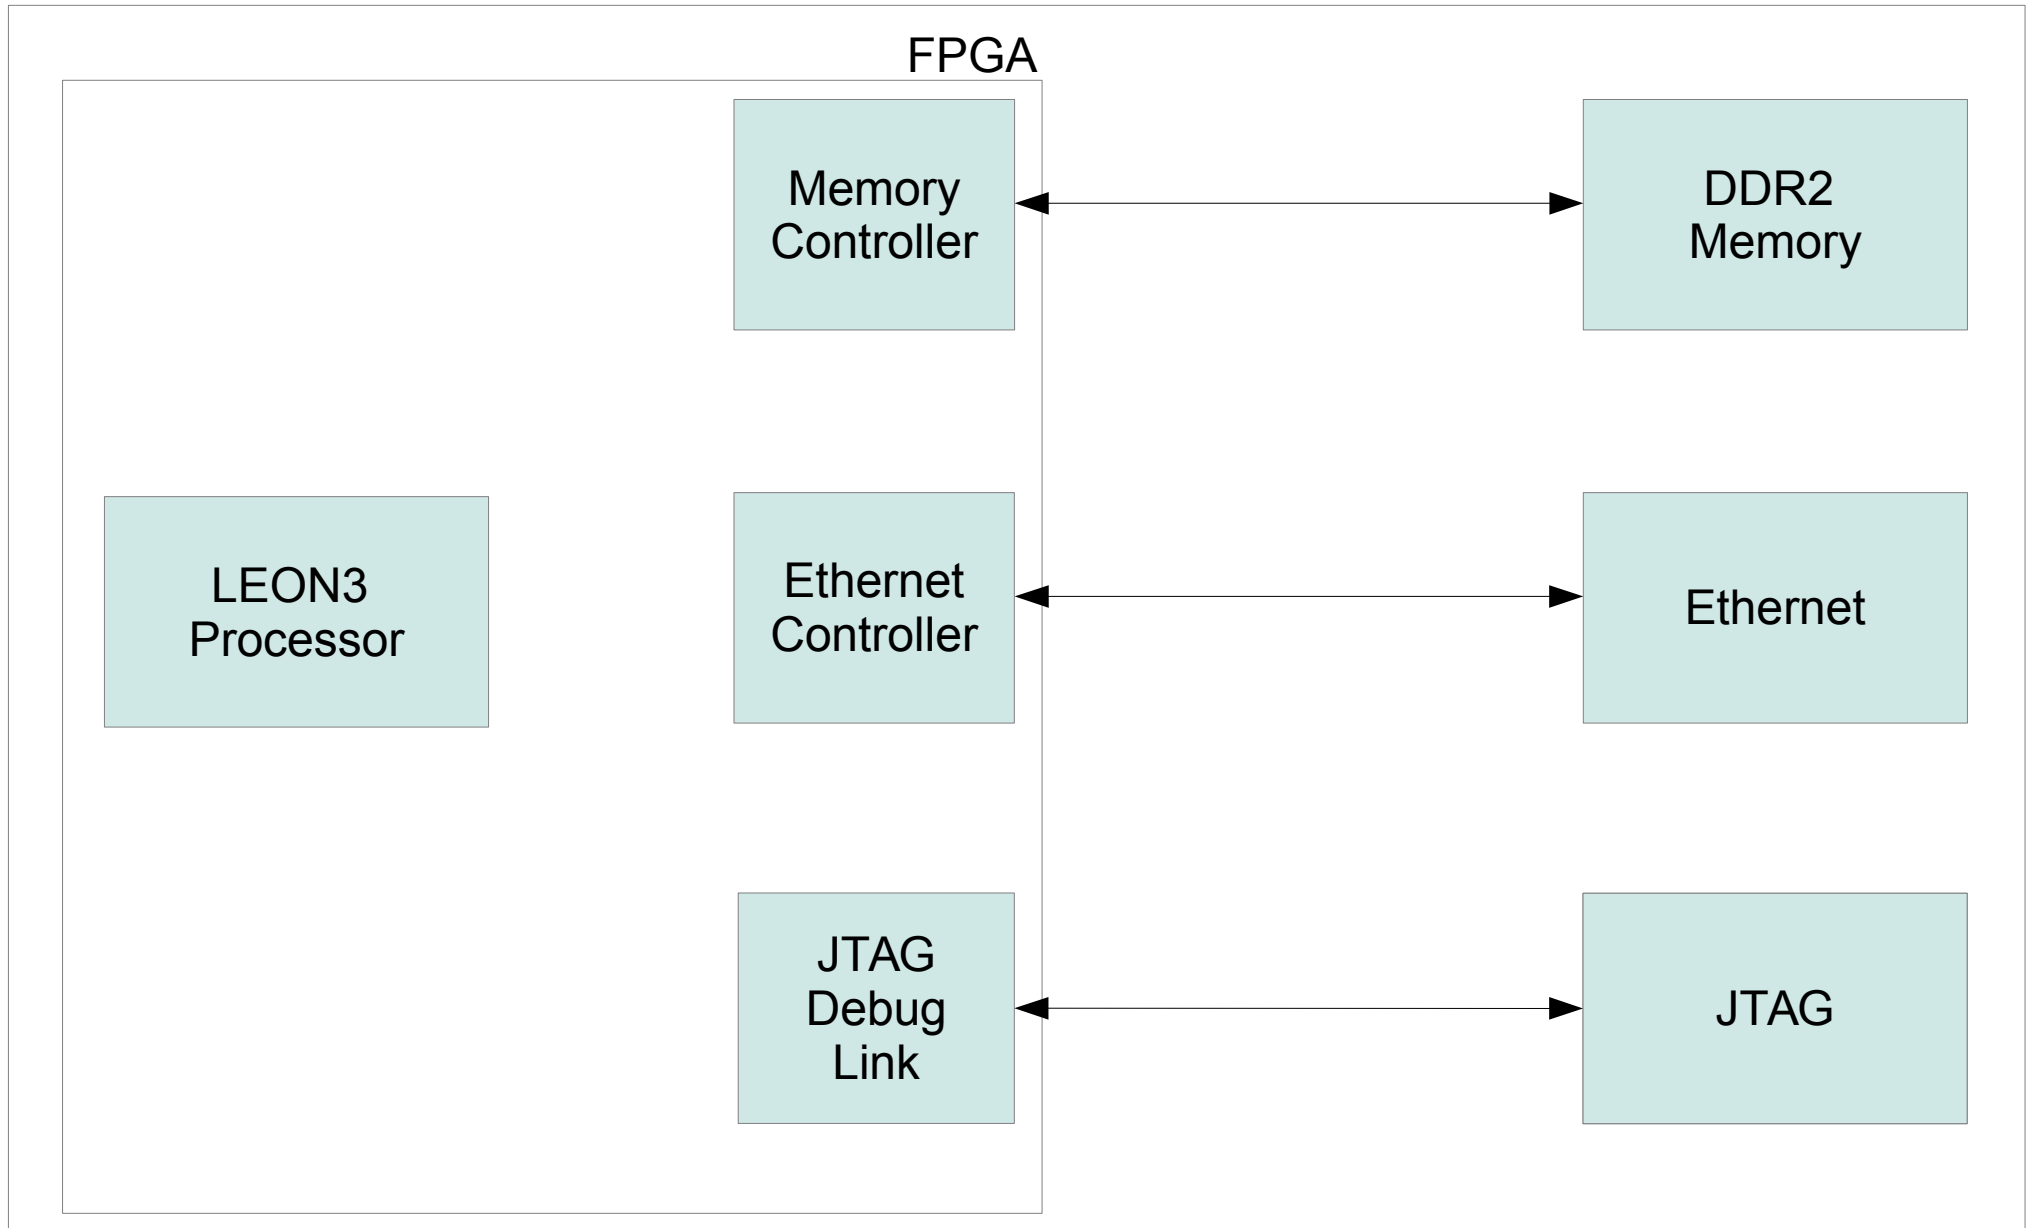 FPGA
Memory
Controller
DDR2
Memory
LEON3
Processor
Ethernet
Controller
Ethernet
JTAG
Debug
Link
JTAG